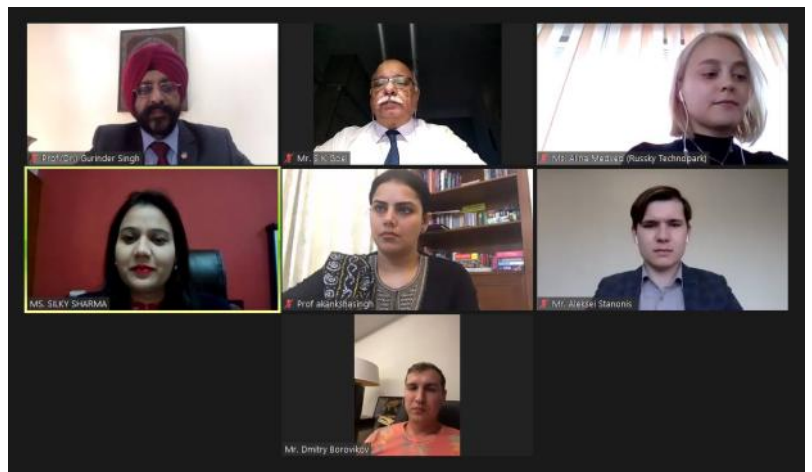 Prof.(Dr.) Gurinder Singh
Mr. S.K. Goel
Ms. Alina Medved (Russky Technopark)
MS. SILKY SHARMA
Prof akankshasingh
Mr. Aleksei Stanonis
Mr. Dmitry Borovikov